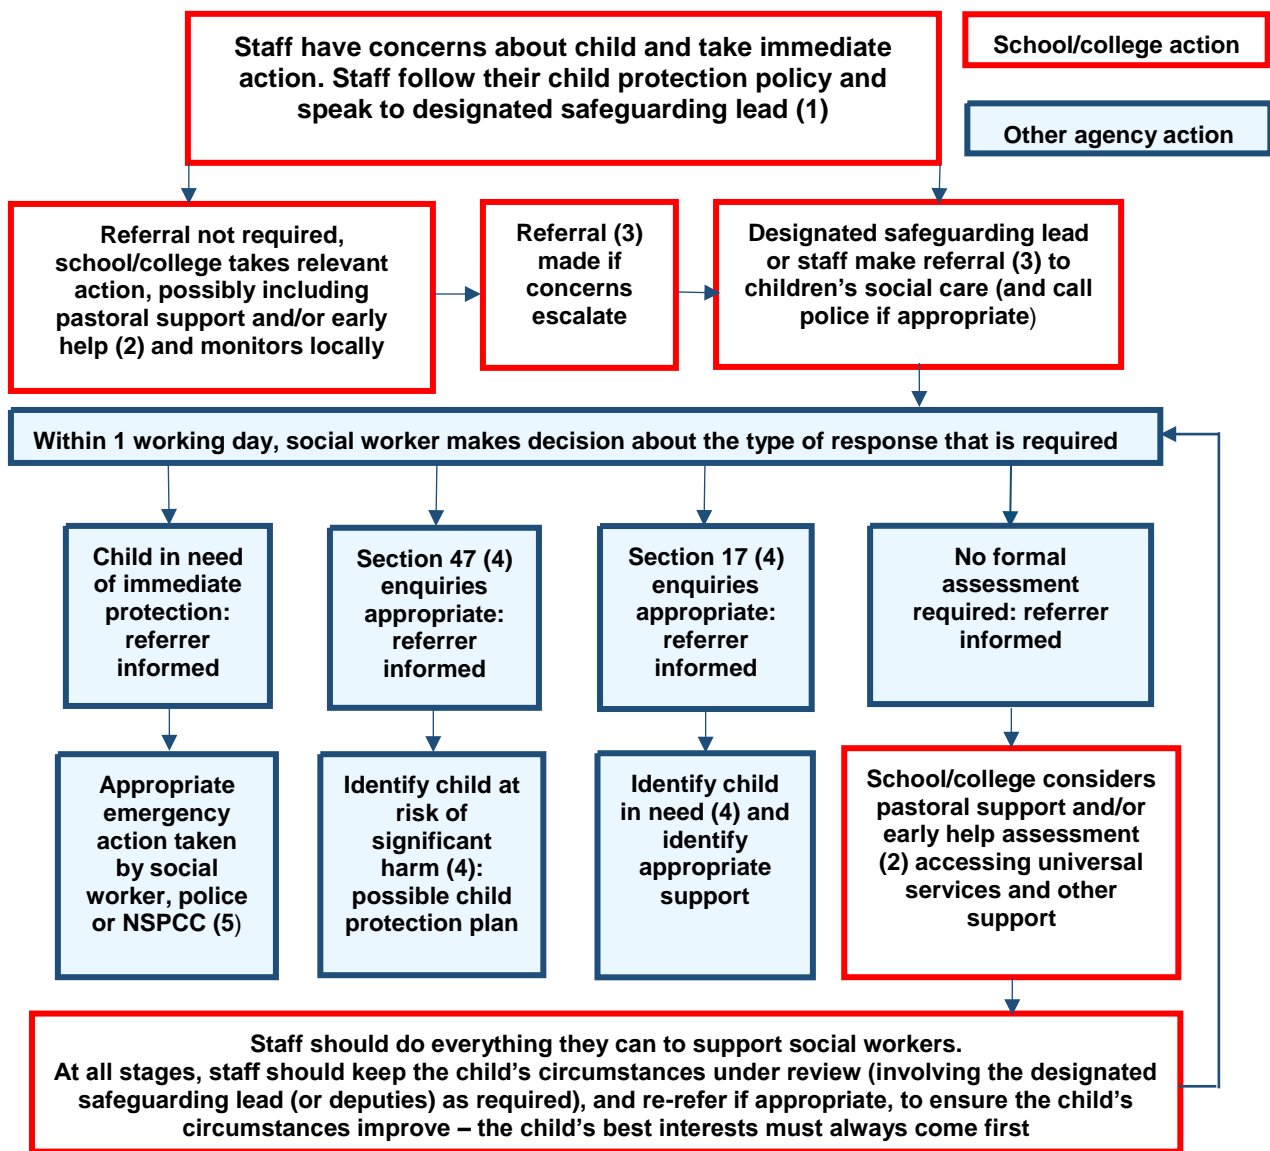 Staff have concerns about child and take immediate
action. Staff follow their child protection policy and
speak to designated safeguarding lead (1)
School/college action
Other agency action
Referral not required,
school/college takes relevant
action, possibly including
pastoral support and/or early
help (2) and monitors locally
Referral (3)
made if
concerns
escalate
Designated safeguarding lead
or staff make referral (3) to
children’s social care (and call
police if appropriate)
Within 1 working day, social worker makes decision about the type of response that is required
Child in need
of immediate
protection:
referrer
informed
Section 47 (4)
enquiries
appropriate:
referrer
informed
Section 17 (4)
enquiries
appropriate:
referrer
informed
No formal
assessment
required: referrer
informed
Appropriate
emergency
action taken
by social
worker, police
or NSPCC (5)
Identify child at
risk of
significant
harm (4):
possible child
protection plan
Identify child
in need (4) and
identify
appropriate
support
School/college considers
pastoral support and/or
early help assessment
(2) accessing universal
services and other
support
Staff should do everything they can to support social workers.
At all stages, staff should keep the child’s circumstances under review (involving the designated
safeguarding lead (or deputies) as required), and re-refer if appropriate, to ensure the child’s
circumstances improve – the child’s best interests must always come first